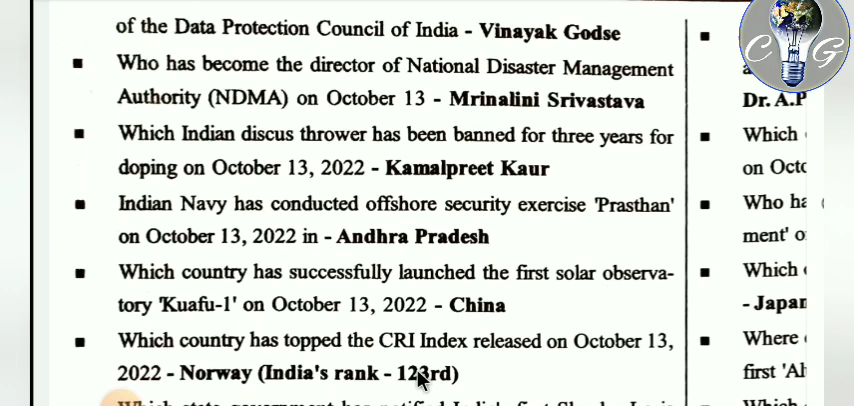 of the Data Protection Council of India - Vinayak Godse
■ Who has become the director of National Disaster Management
Authority (NDMA) on October 13 - Mrinalini Srivastava
■ Which Indian discus thrower has been banned for three years for
doping on October 13, 2022 - Kamalpreet Kaur
■ Indian Navy has conducted offshore security exercise 'Prasthan'
on October 13, 2022 in - Andhra Pradesh
■ Which country has successfully launched the first solar observa-
tory 'Kuafu-1' on October 13, 2022 - China
■ Which country has topped the CRI Index released on October 13,
2022 - Norway (India's rank - 123rd)
■
Dr. A.P
■ Which
on Octo
■ Who ha
ment' o
■ Which
- Japan
■ Where
first 'Al
C G